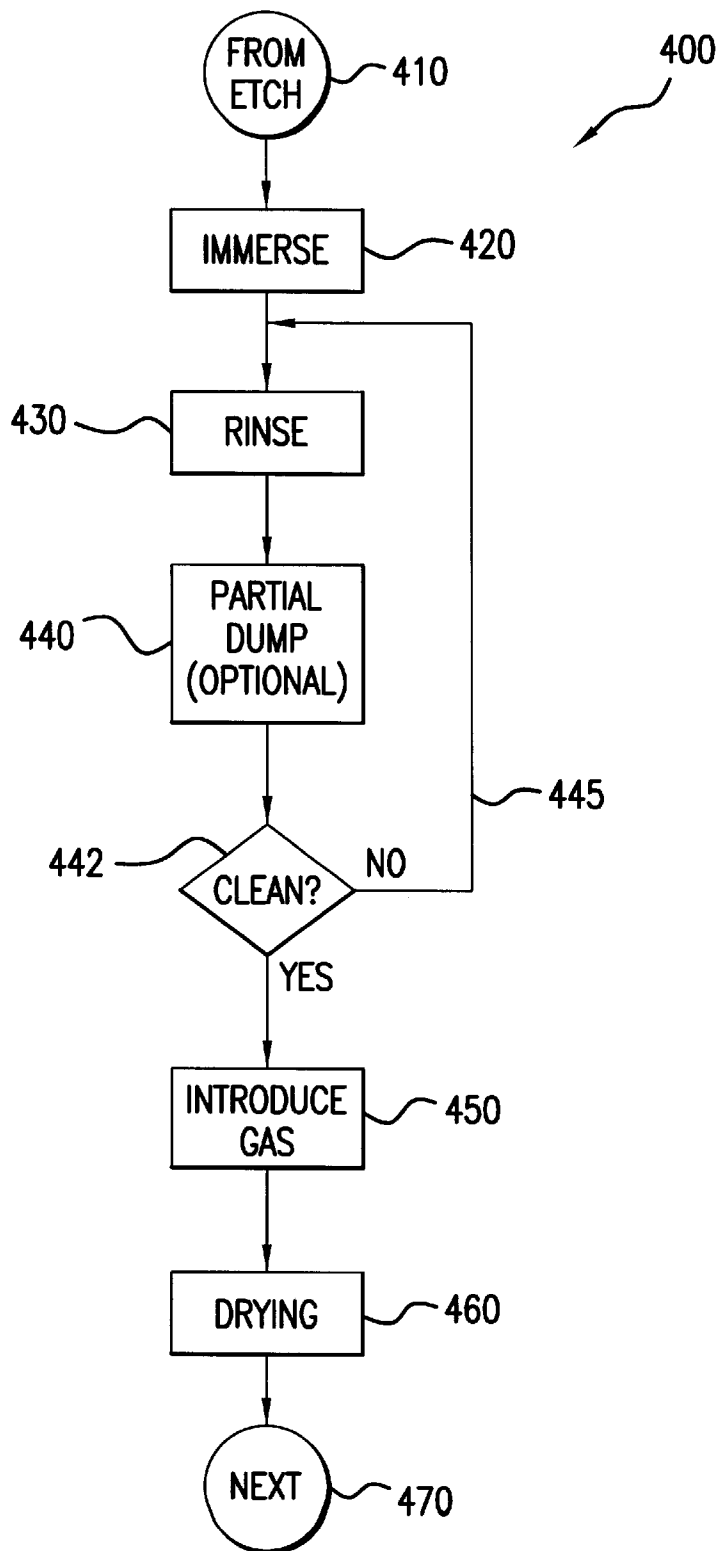 FROM
ETCH
410
400
IMMERSE
420
430
RINSE
440
PARTIAL
DUMP
(OPTIONAL)
445
442
CLEAN?
NO
YES
INTRODUCE
GAS
450
DRYING
460
NEXT
470